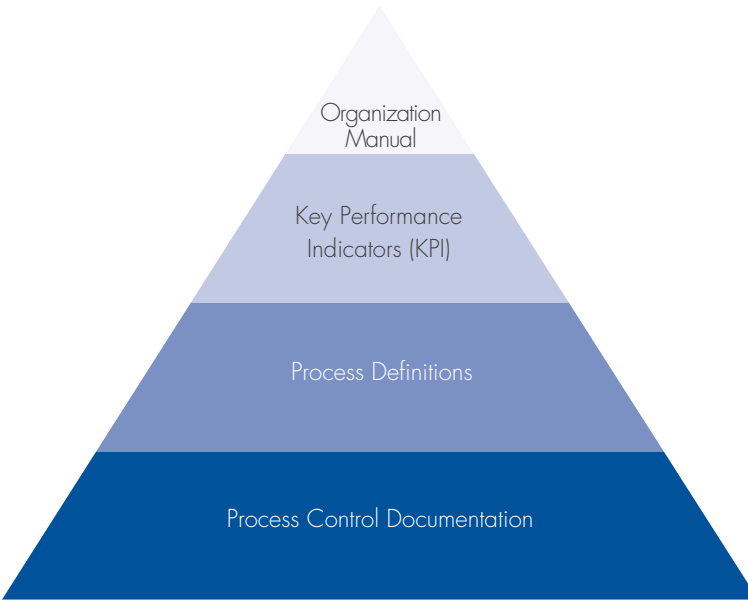 Organization
Manual
Key Performance
Indicators (KPI)
Process Definitions
Process Control Documentation